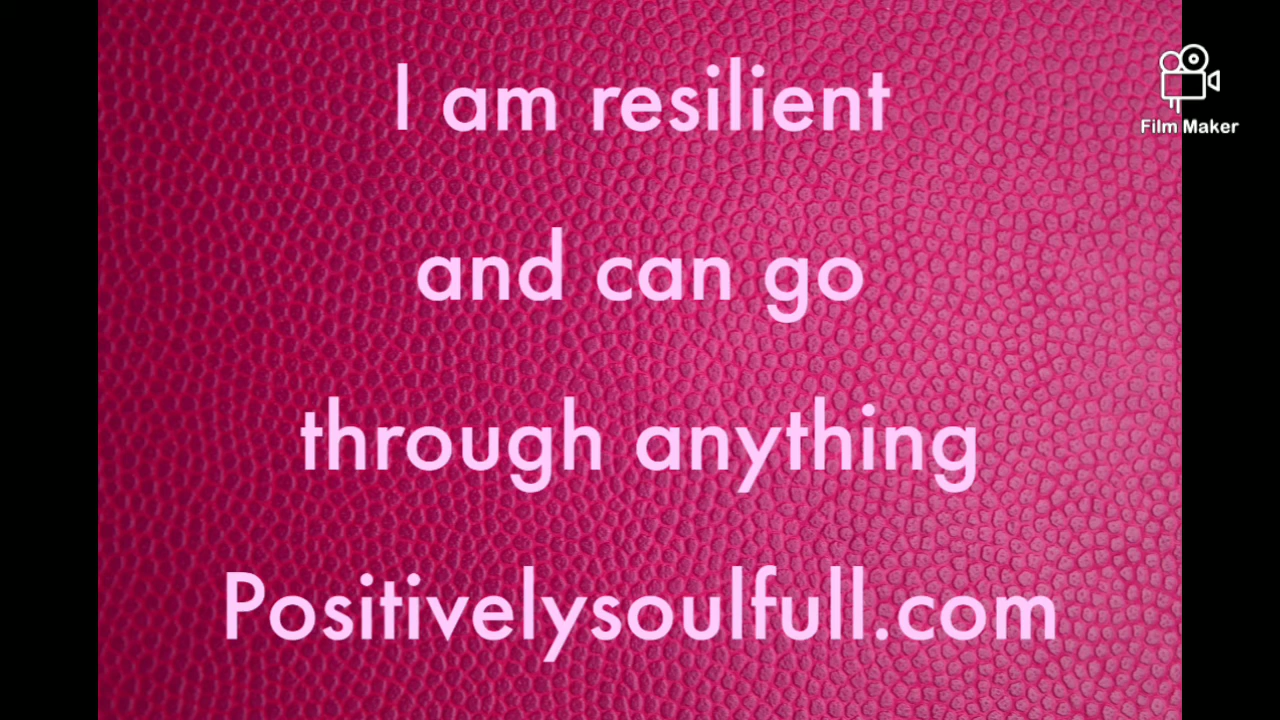 I am resilient
and can go
through anything
Positivelysoulfull.com
Film Maker